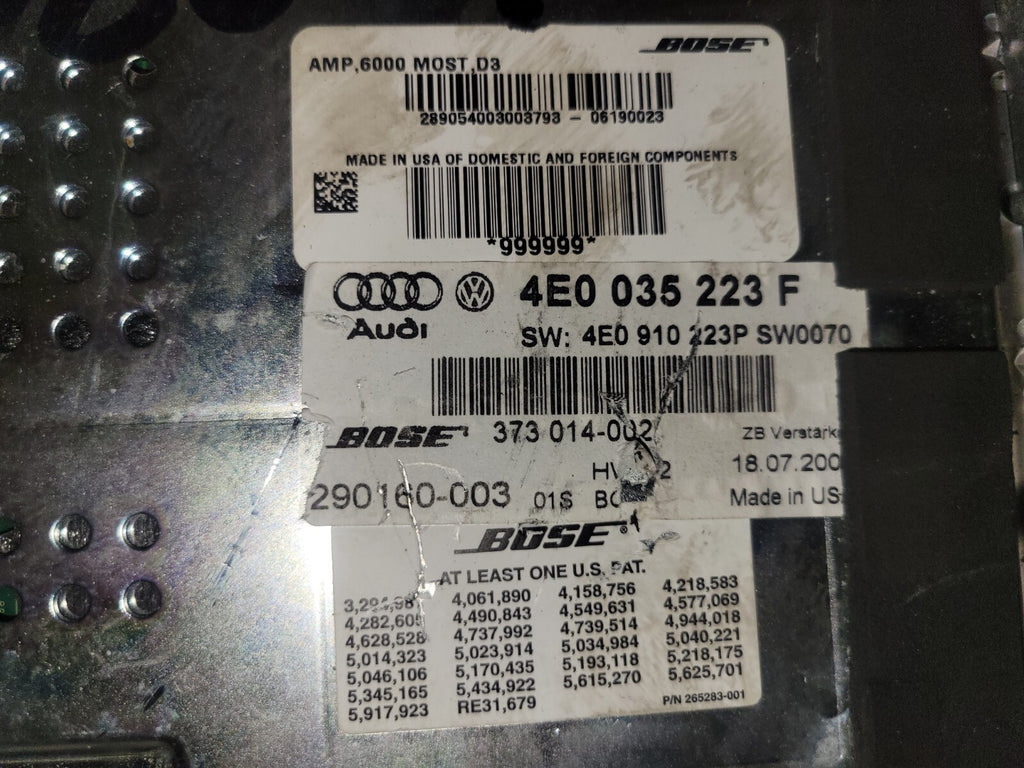 BOSE
AMP,6000 MOST,D3
289054003003793 - 06190023
MADE IN USA OF DOMESTIC AND FOREIGN COMPONENTS
*999999*
4E0 035 223 F
Audi
SW: 4E0 910 223P SW0070
BOSE 373 014-002 ZB Verstärk
18.07.200
290160-003 01S Made in US
BOSE®
AT LEAST ONE U.S. PAT.
4,061,890 4,158,756 4,218,583
4,282,605 4,490,843 4,549,631 4,577,069
4,628,528 4,737,992 4,739,514 4,944,018
5,014,323 5,023,914 5,034,984 5,040,221
5,046,106 5,170,435 5,193,118 5,218,175
5,345,165 5,434,922 5,615,270 5,625,701
5,917,923 RE31,679 P/N 265283-001